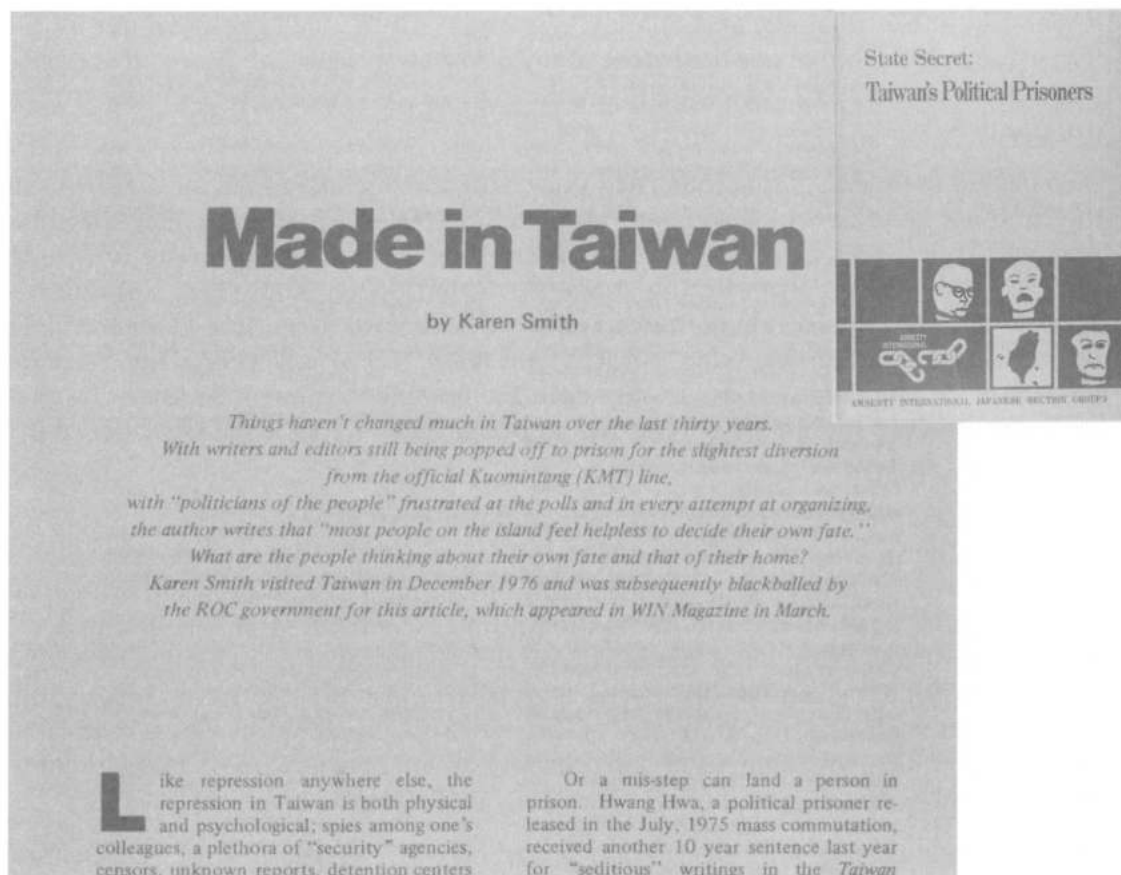 State Secret:
Taiwan's Political Prisoners
Made in Taiwan
by Karen Smith
AMNESTY
INTERNATIONAL
AMNESTY INTERNATIONAL JAPANESE SECTION GROUP
Things haven't changed much in Taiwan over the last thirty years.
With writers and editors still being popped off to prison for the slightest diversion
from the official Kuomintang (KMT) line,
with "politicians of the people" frustrated at the polls and in every attempt at organizing,
the author writes that "most people on the island feel helpless to decide their own fate."
What are the people thinking about their own fate and that of their home?
Karen Smith visited Taiwan in December 1976 and was subsequently blackballed by
the ROC government for this article, which appeared in WIN Magazine in March.
Like repression anywhere else, the
repression in Taiwan is both physical
and psychological; spies among one's
colleagues, a plethora of "security" agencies,
censors, unknown reports, detention centers
Or a mis-step can land a person in
prison. Hwang Hwa, a political prisoner re-
leased in the July, 1975 mass commutation,
received another 10 year sentence last year
for "seditious" writings in the Taiwan